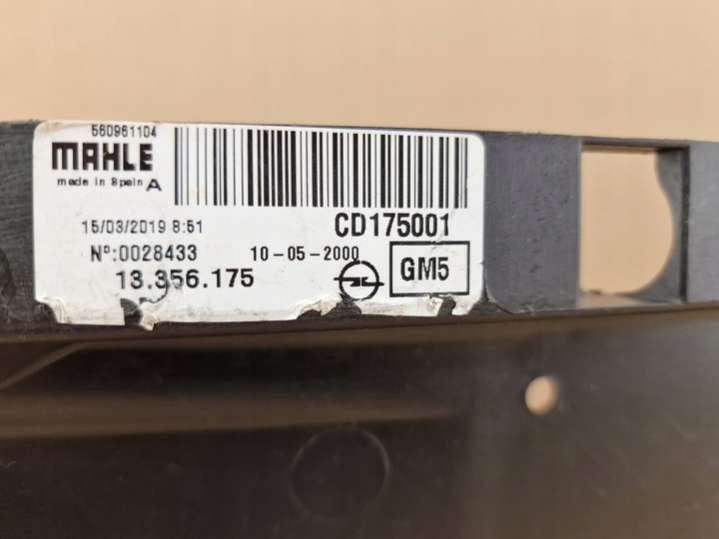 560961104
MAHLE
made in Spain A
15/03/2019 8:51
CD175001
Nº:0028433
10-05-2000
13.356.175
GM5